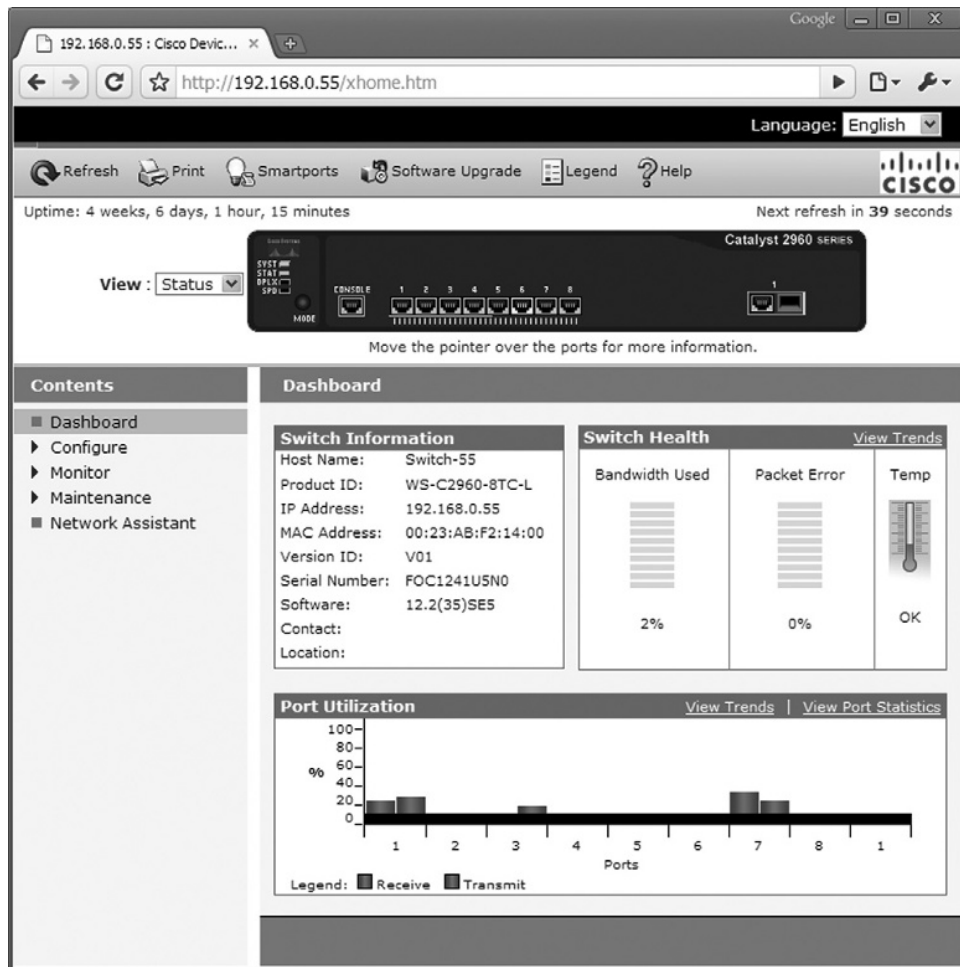 Google
192.168.0.55 : Cisco Devic...
http://192.168.0.55/xhome.htm
Language: English
Refresh Print Smartports Software Upgrade Legend Help
CISCO
Uptime: 4 weeks, 6 days, 1 hour, 15 minutes Next refresh in 39 seconds
View : Status
Catalyst 2960 SERIES
SYST
STAT
DPLX
SPD
MODE
CONSOLE 1 2 3 4 5 6 7 8
1
Move the pointer over the ports for more information.
Contents
Dashboard
Configure
Monitor
Maintenance
Network Assistant
Dashboard
Switch Information
Host Name: Switch-55
Product ID: WS-C2960-8TC-L
IP Address: 192.168.0.55
MAC Address: 00:23:AB:F2:14:00
Version ID: V01
Serial Number: FOC1241U5N0
Software: 12.2(35)SE5
Contact:
Location:
Switch Health View Trends
Bandwidth Used Packet Error Temp
2% 0% OK
Port Utilization View Trends | View Port Statistics
%
100
80
60
40
20
0
1 2 3 4 5 6 7 8 1
Ports
Legend: Receive Transmit